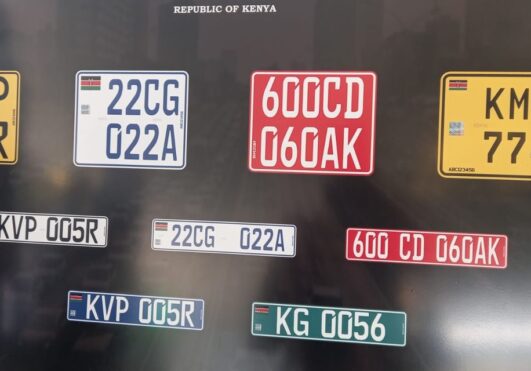 REPUBLIC OF KENYA
P
R
22CG
022A
600CD
060AK
KM
77
ABC123456
KVP 005R
22CG 022A
600 CD 060AK
KVP 005R
KG 0056